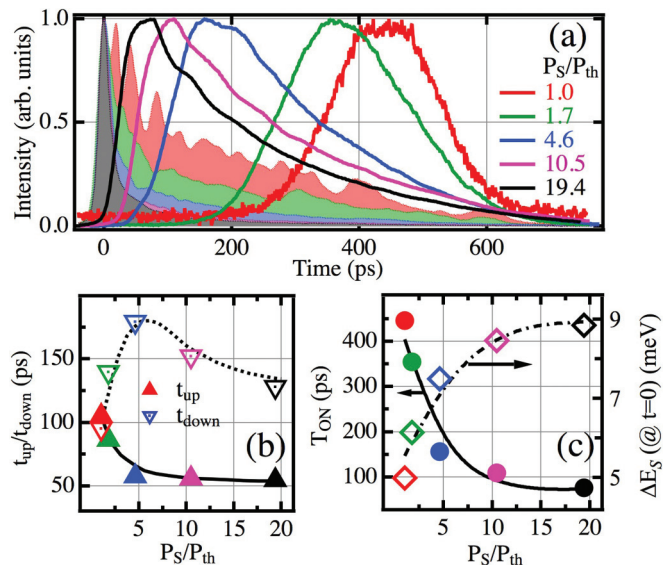 1.0
0.5
0.0
Intensity (arb. units)
(a)
P_S/P_th
1.0
1.7
4.6
10.5
19.4
0 200 400 600
Time (ps)
150
100
50
t_up/t_down (ps)
t_up
t_down
(b)
5 10 15 20
P_S/P_th
400
300
200
100
T_ON (ps)
(c)
9
8
7
6
5
ΔE_S (@ t=0) (meV)
5 10 15 20
P_S/P_th